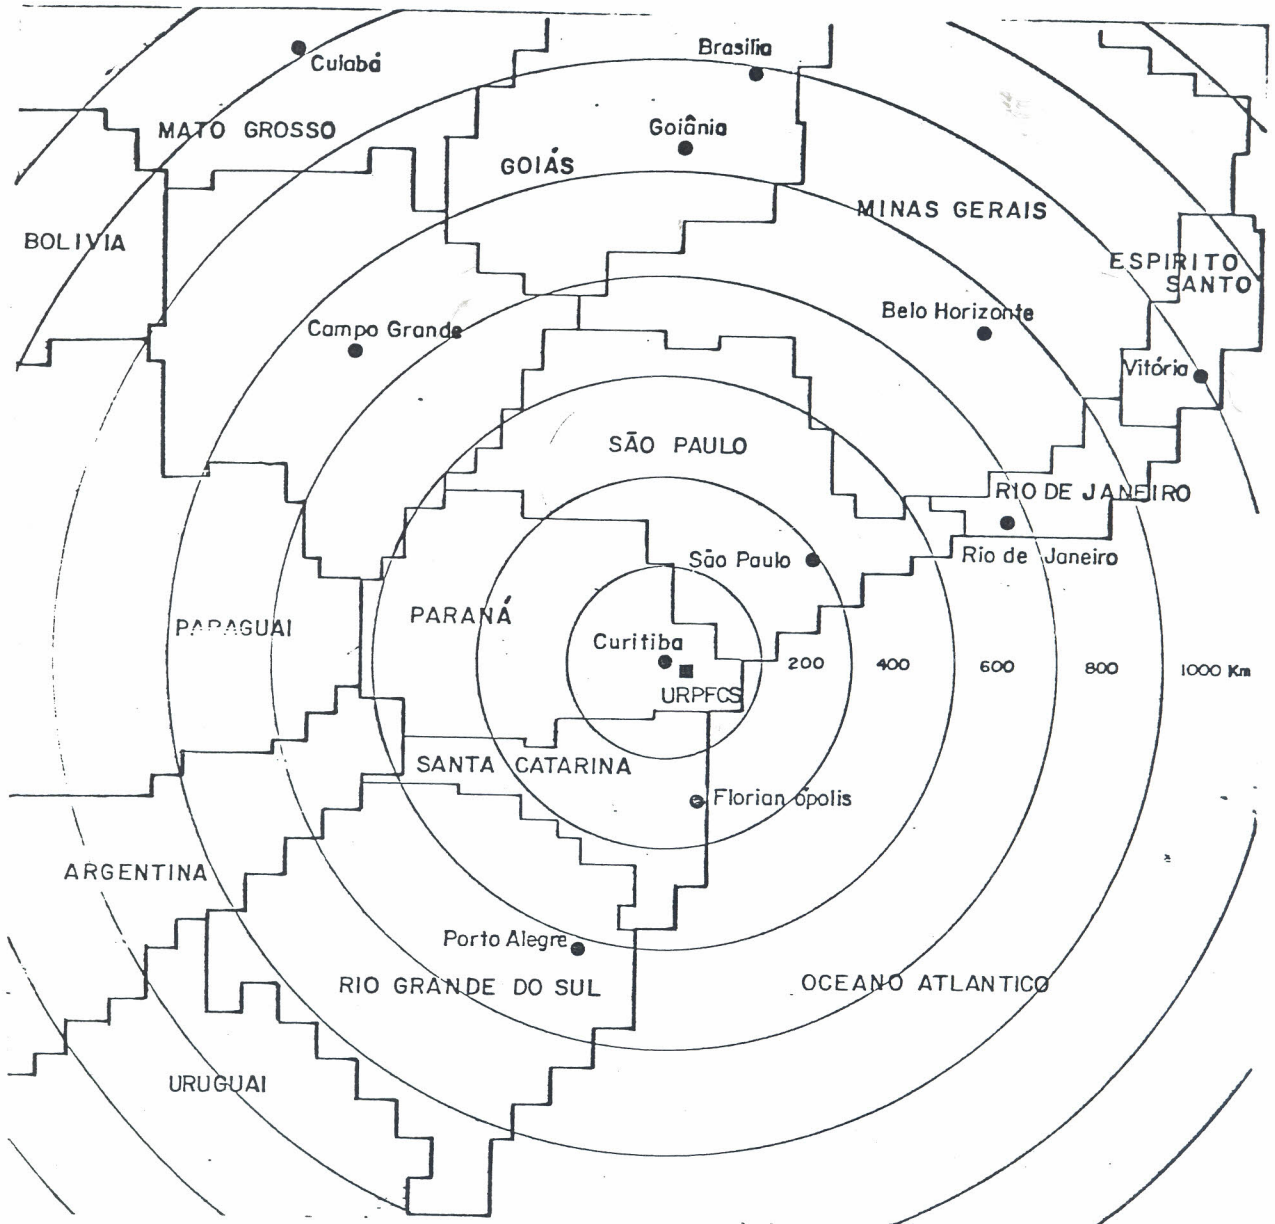 Brasília
Cuiabá
Goiânia
MATO GROSSO
GOIÁS
MINAS GERAIS
BOLIVIA
ESPIRITO
SANTO
Campo Grande
Belo Horizonte
Vitória
SÃO PAULO
RIO DE JANEIRO
São Paulo
Rio de Janeiro
PARANÁ
PARAGUAI
Curitiba
200 400 600 800 1000 Km
URPFCS
SANTA CATARINA
Florianópolis
ARGENTINA
Porto Alegre
RIO GRANDE DO SUL
OCEANO ATLANTICO
URUGUAI